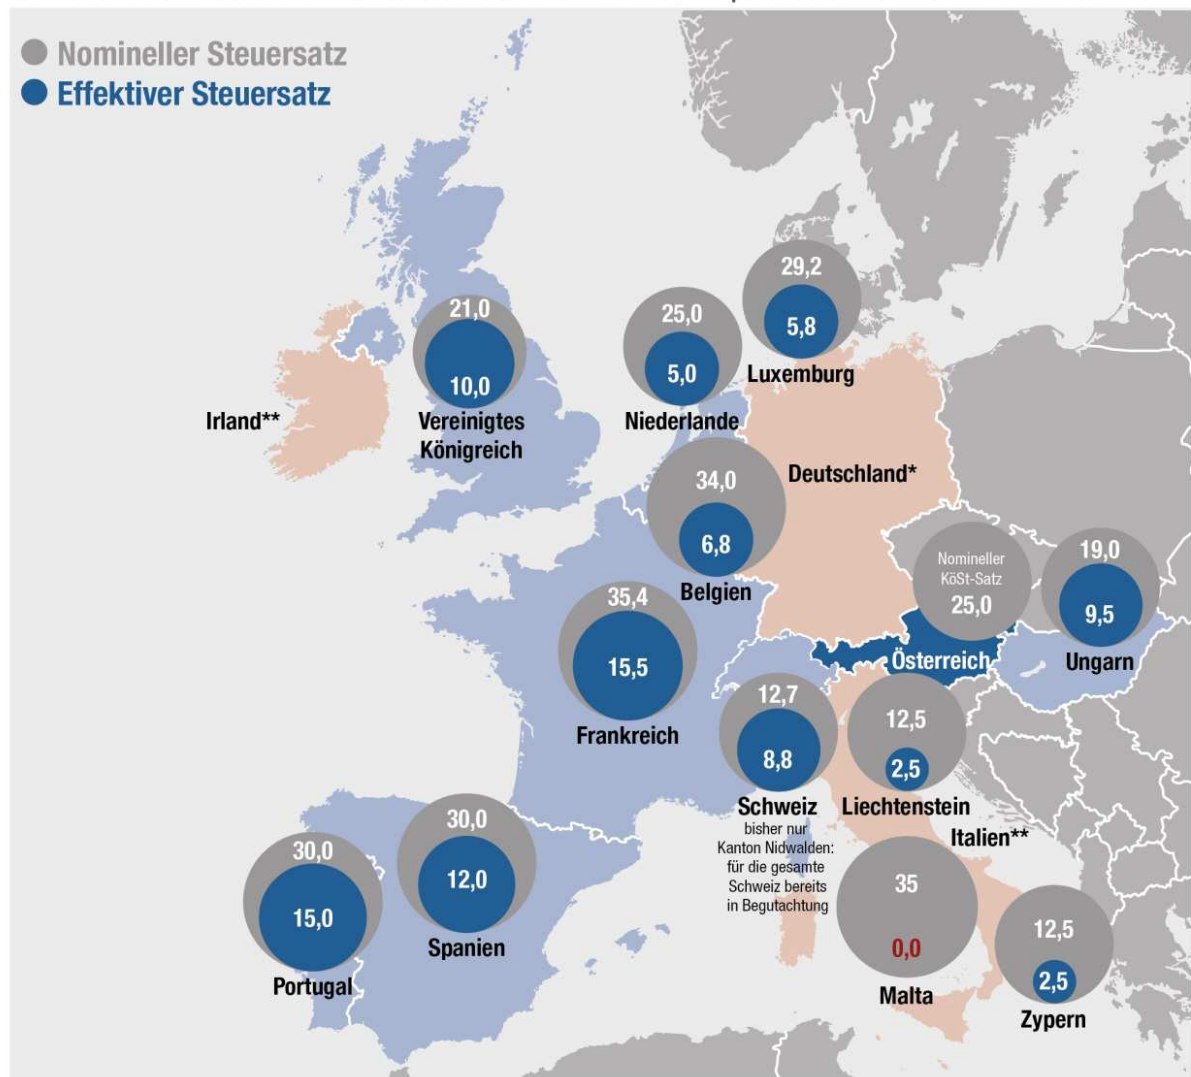 Nomineller Steuersatz
Effektiver Steuersatz
29,2
5,8
Luxemburg
21,0
10,0
Vereinigtes
Königreich
25,0
5,0
Niederlande
Irland**
34,0
6,8
Belgien
Deutschland*
Nomineller
KöSt-Satz
25,0
Österreich
19,0
9,5
Ungarn
35,4
15,5
Frankreich
12,7
8,8
Schweiz
bisher nur
Kanton Nidwalden:
für die gesamte
Schweiz bereits
in Begutachtung
12,5
2,5
Liechtenstein
Italien**
30,0
15,0
Portugal
30,0
12,0
Spanien
35
0,0
Malta
12,5
2,5
Zypern